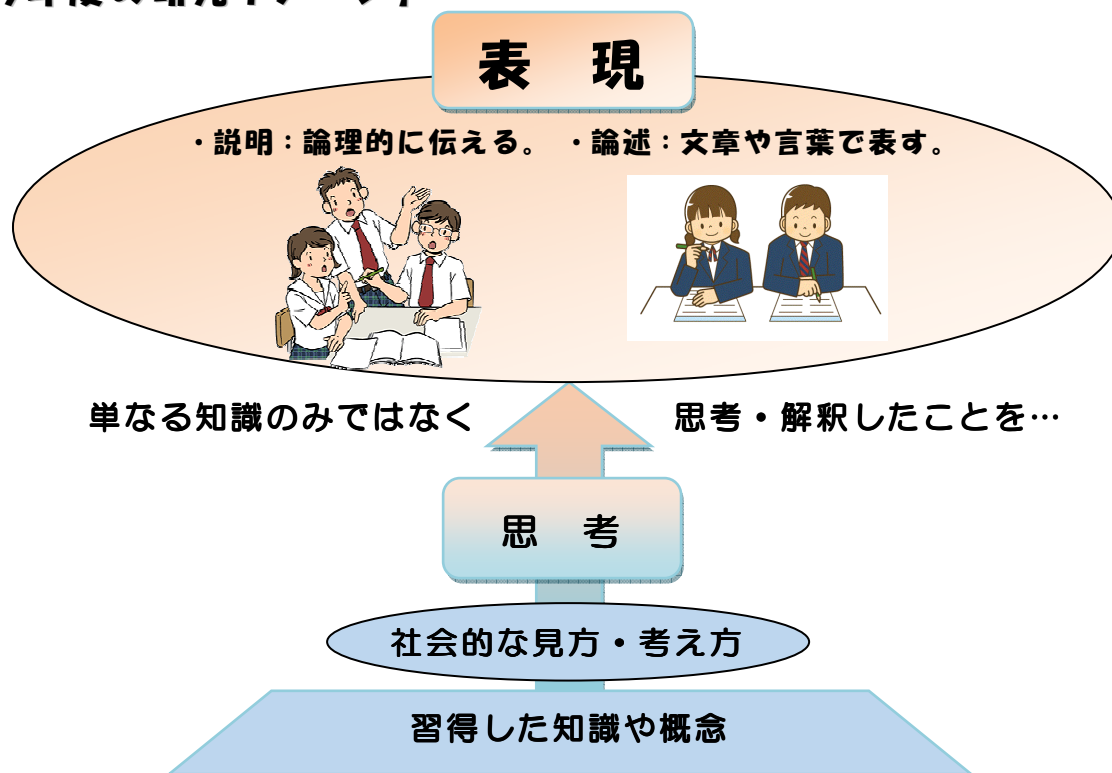 表　現
・説明：論理的に伝える。　・論述：文章や言葉で表す。
単なる知識のみではなく　思考・解釈したことを…
思　考
社会的な見方・考え方
習得した知識や概念